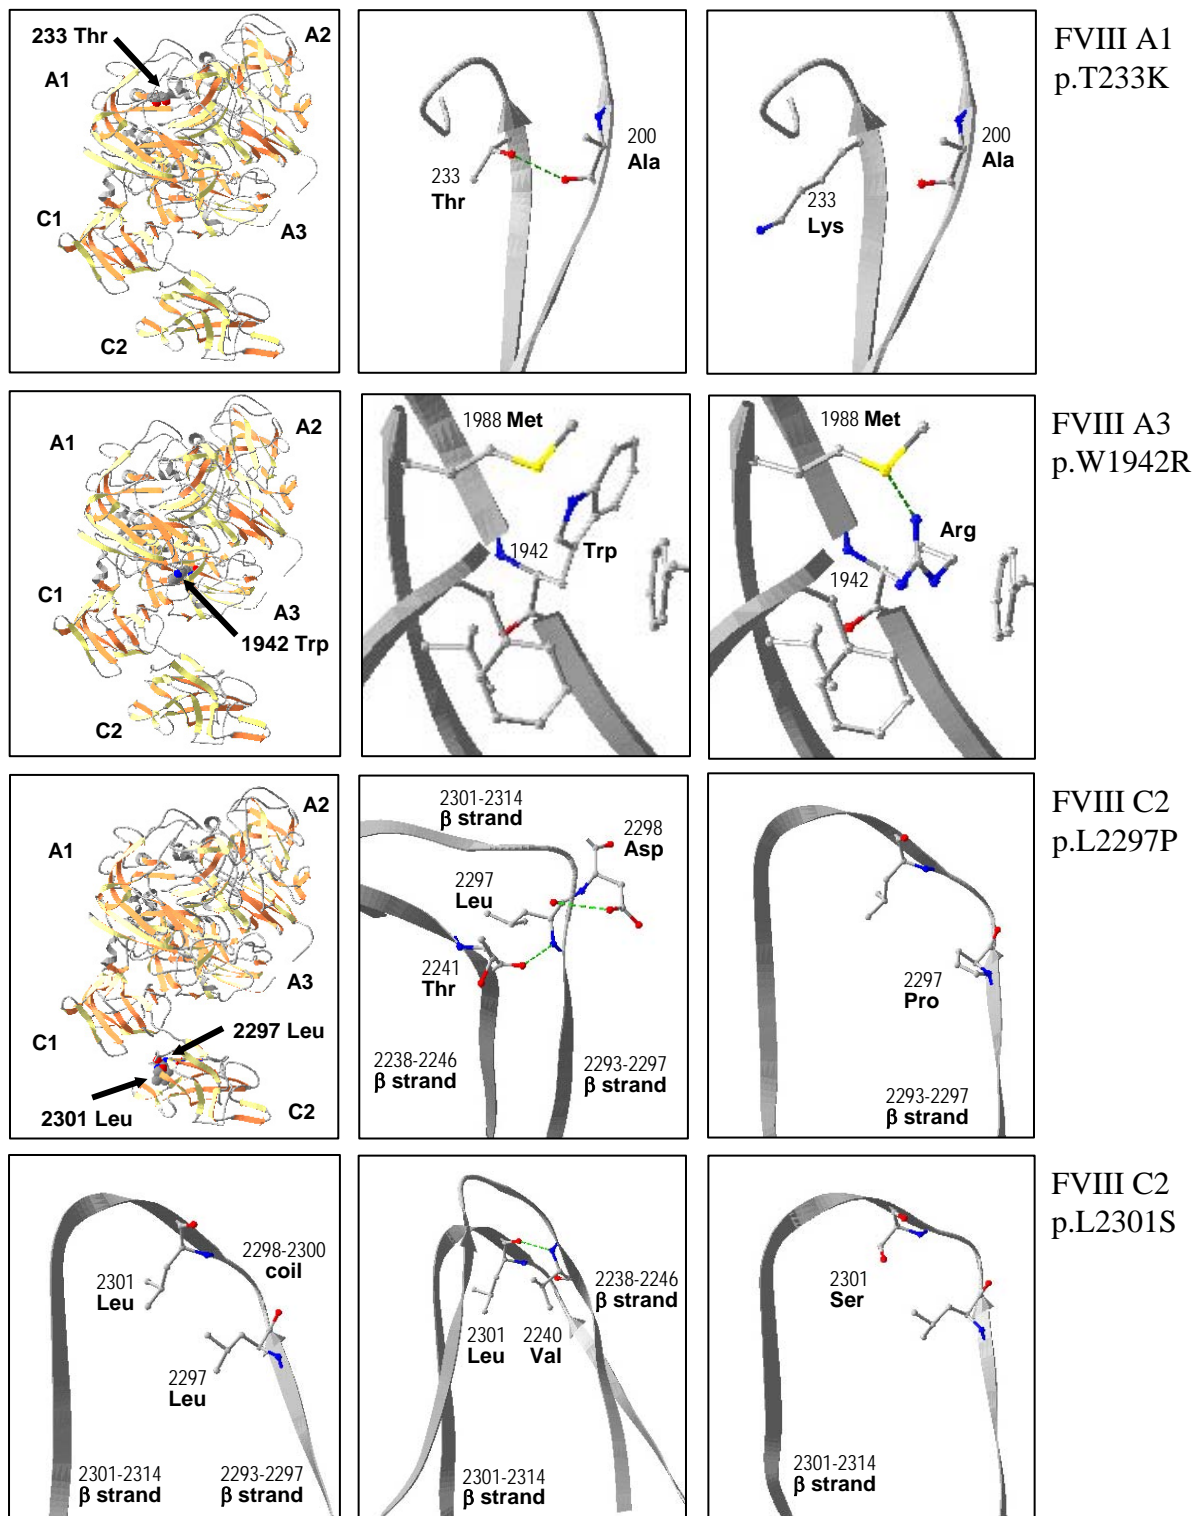 233 Thr
A2
A1
C1
A3
C2
233
Thr
200
Ala
233
Lys
200
Ala
FVIII A1
p.T233K
A1
A2
C1
A3
1942 Trp
C2
1988 Met
1942
Trp
1988 Met
Arg
1942
FVIII A3
p.W1942R
A2
A1
A3
C1
2297 Leu
2301 Leu
C2
2301-2314
β strand
2298
Asp
2297
Leu
2241
Thr
2238-2246
β strand
2293-2297
β strand
2297
Pro
2293-2297
β strand
FVIII C2
p.L2297P
2298-2300
coil
2301
Leu
2297
Leu
2301-2314
β strand
2293-2297
β strand
2238-2246
β strand
2301
Leu
2240
Val
2301-2314
β strand
2301
Ser
2301-2314
β strand
FVIII C2
p.L2301S